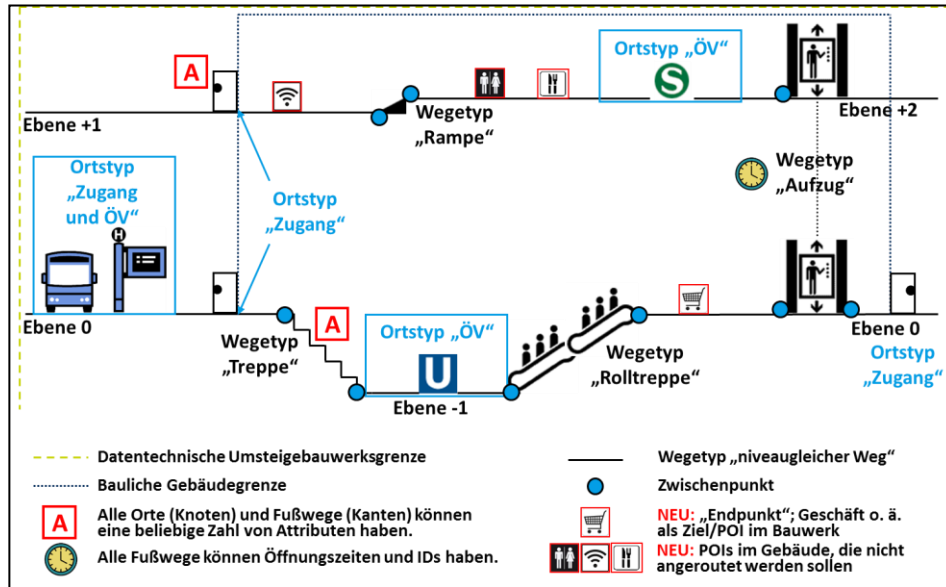 Ortstyp „ÖV“
S
A
Ebene +1
Wegetyp
„Rampe“
Ebene +2
Ortstyp
„Zugang
und ÖV“
H
Ortstyp
„Zugang“
Wegetyp
„Aufzug“
Ebene 0
Wegetyp
„Treppe“
A
Ortstyp „ÖV“
U
Ebene -1
Wegetyp
„Rolltreppe“
Ebene 0
Ortstyp
„Zugang“
Datentechnische Umsteigebauwerksgrenze
Bauliche Gebäudegrenze
A
Alle Orte (Knoten) und Fußwege (Kanten) können
eine beliebige Zahl von Attributen haben.
Alle Fußwege können Öffnungszeiten und IDs haben.
Wegetyp „niveaugleicher Weg“
Zwischenpunkt
NEU: „Endpunkt“; Geschäft o. ä.
als Ziel/POI im Bauwerk
NEU: POIs im Gebäude, die nicht
angeroutet werden sollen